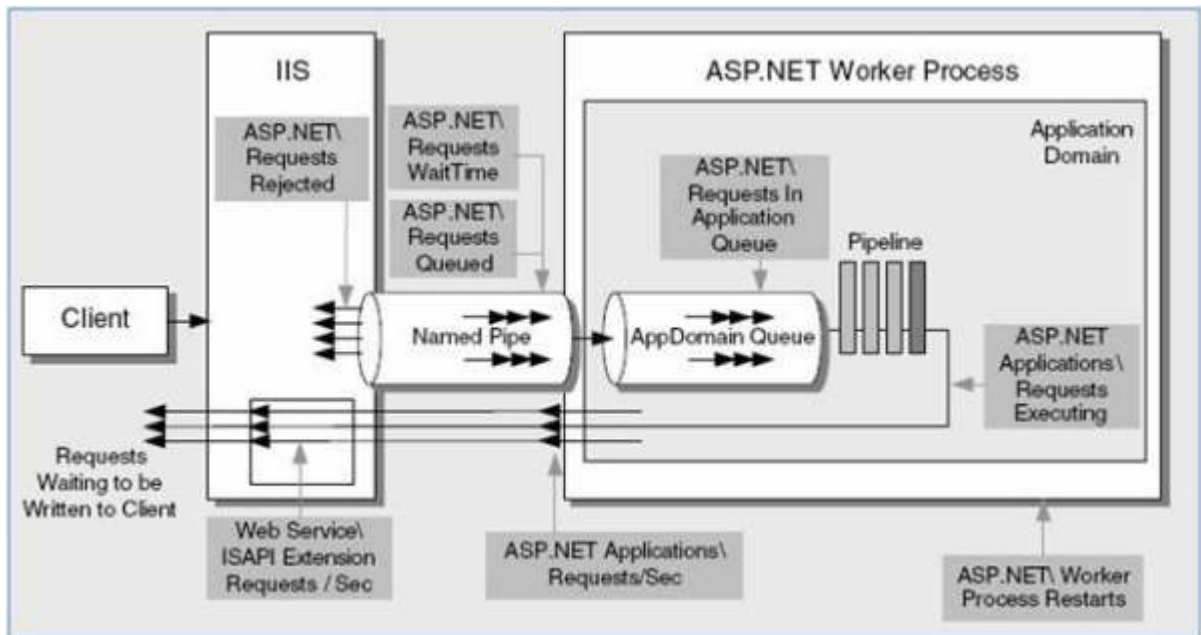 IIS
ASP.NET Worker Process
ASP.NET\
Requests
Rejected
ASP.NET\
Requests
WaitTime
ASP.NET\
Requests
Queued
Application
Domain
ASP.NET\
Requests In
Application
Queue
Pipeline
Client
Named Pipe
AppDomain Queue
ASP.NET
Applications\
Requests
Executing
Requests
Waiting to be
Written to Client
Web Service\
ISAPI Extension
Requests / Sec
ASP.NET Applications\
Requests/Sec
ASP.NET\ Worker
Process Restarts